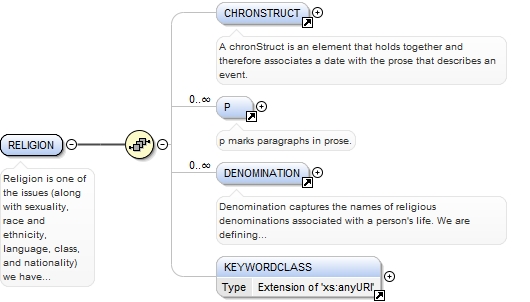 CHRONSTRUCT
A chronStruct is an element that holds together and
therefore associates a date with the prose that describes an
event.
0..∞
P
p marks paragraphs in prose.
RELIGION
Religion is one of
the issues (along
with sexuality,
race and
ethnicity,
language, class,
and nationality)
we have...
0..∞
DENOMINATION
Denomination captures the names of religious
denominations associated with a person's life. We are
defining...
KEYWORDCLASS
Type Extension of 'xs:anyURI'